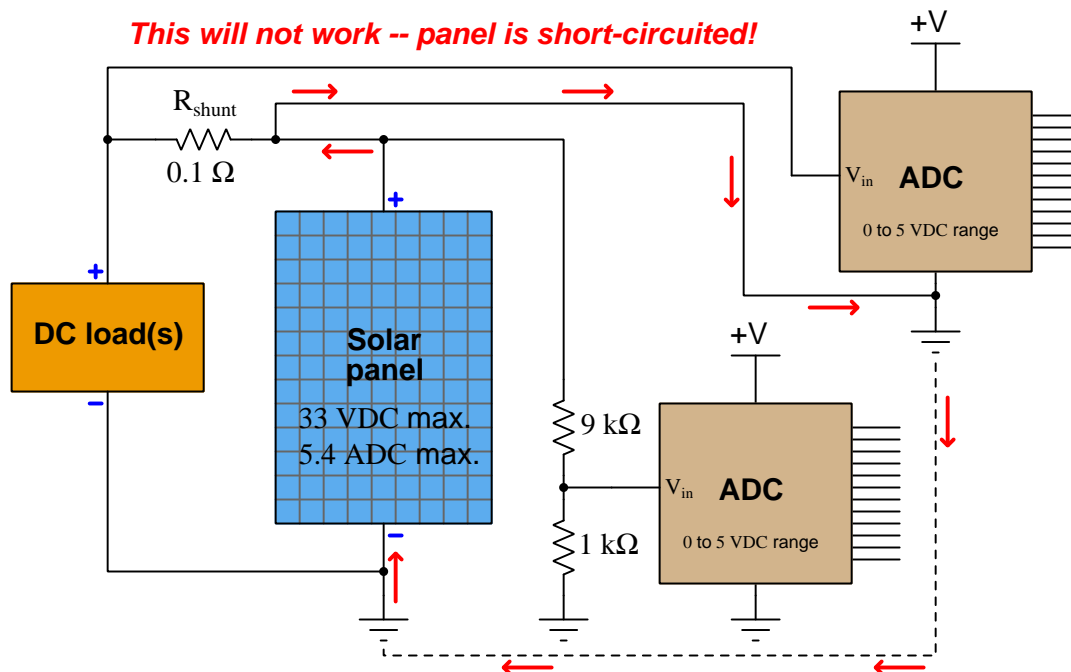 This will not work -- panel is short-circuited!
+V
Rshunt
0.1 Ω
Vin
ADC
0 to 5 VDC range
+
+
DC load(s)
−
Solar
panel
33 VDC max.
5.4 ADC max.
−
+V
9 kΩ
Vin
ADC
1 kΩ
0 to 5 VDC range